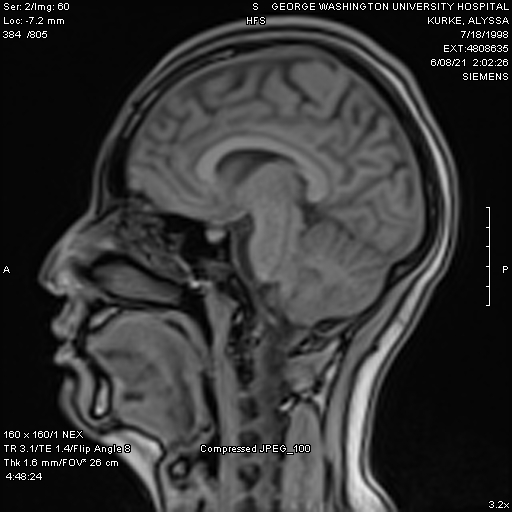 Ser: 2/Img: 60
Loc: -7.2 mm
384 /805
S GEORGE WASHINGTON UNIVERSITY HOSPITAL
HFS KURKE, ALYSSA
7/18/1998
EXT:4808635
6/08/21 2:02:26
SIEMENS
A
P
160 x 160/1 NEX
TR 3.1/TE 1.4/Flip Angle 8
Thk 1.6 mm/FOV* 26 cm
4:48:24
Compressed JPEG_100
3.2x